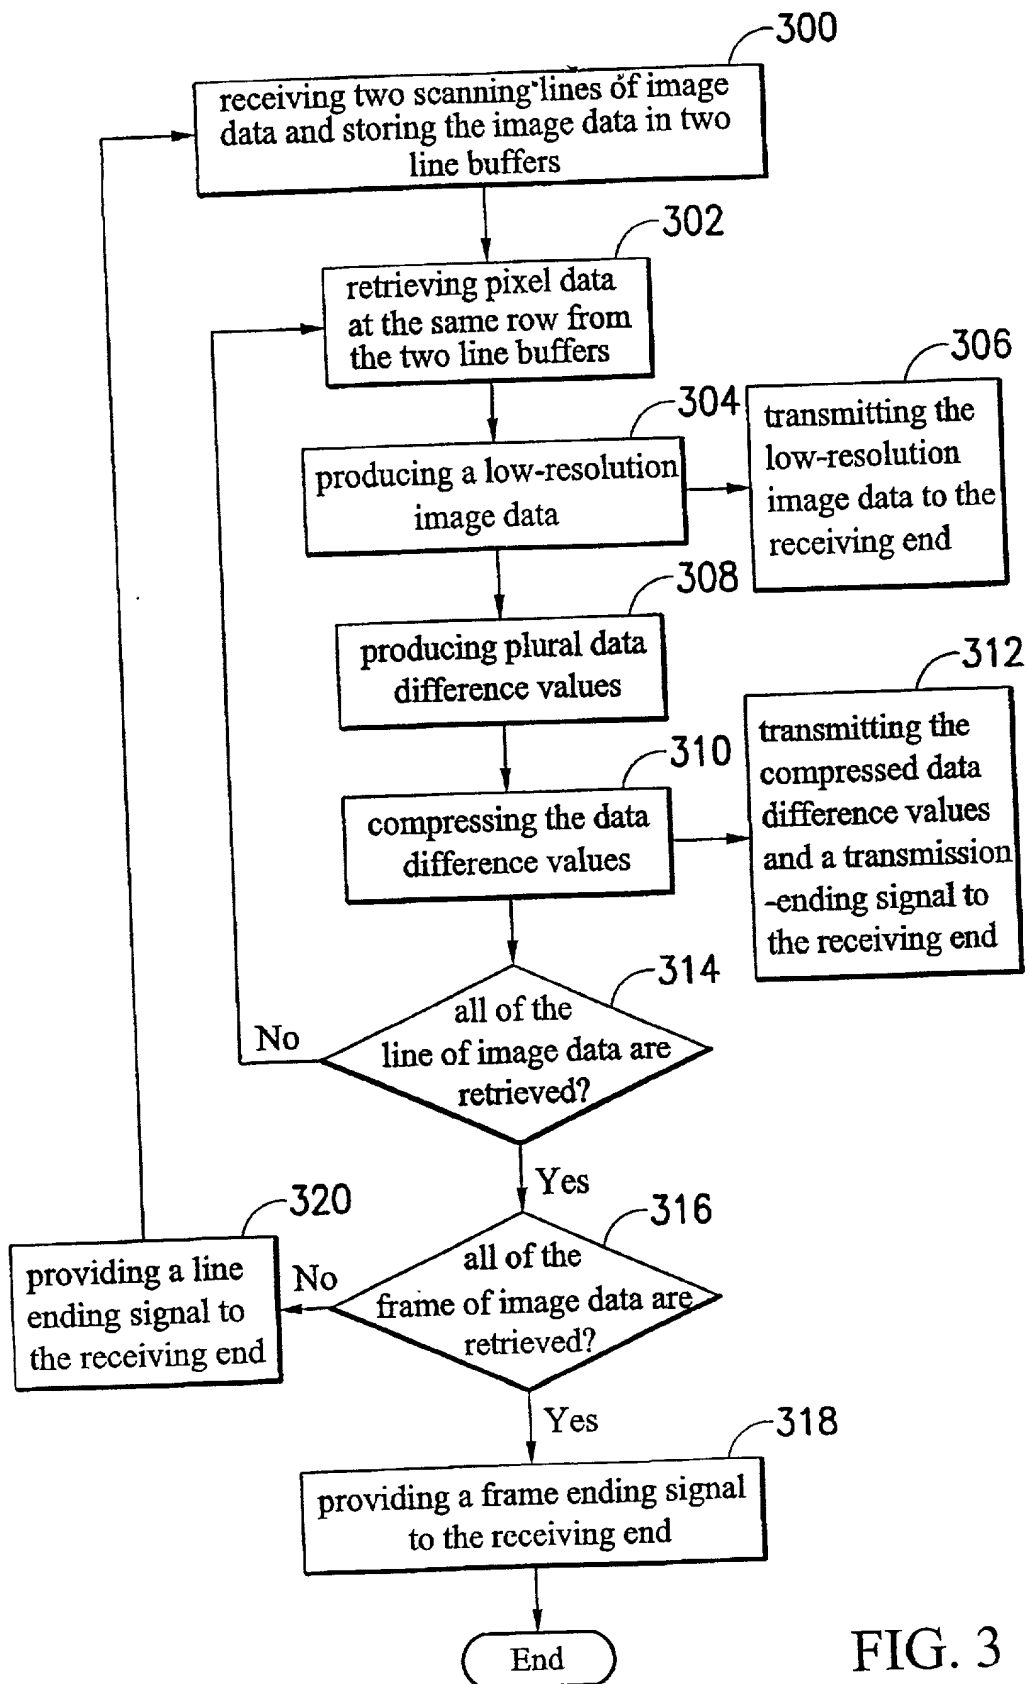 300
receiving two scanning lines of image
data and storing the image data in two
line buffers
302
retrieving pixel data
at the same row from
the two line buffers
304
producing a low-resolution
image data
306
transmitting the
low-resolution
image data to the
receiving end
308
producing plural data
difference values
310
compressing the data
difference values
312
transmitting the
compressed data
difference values
and a transmission
-ending signal to
the receiving end
314
all of the
line of image data are
retrieved?
No
Yes
316
all of the
frame of image data are
retrieved?
No
320
providing a line
ending signal to
the receiving end
Yes
318
providing a frame ending signal
to the receiving end
End
FIG. 3